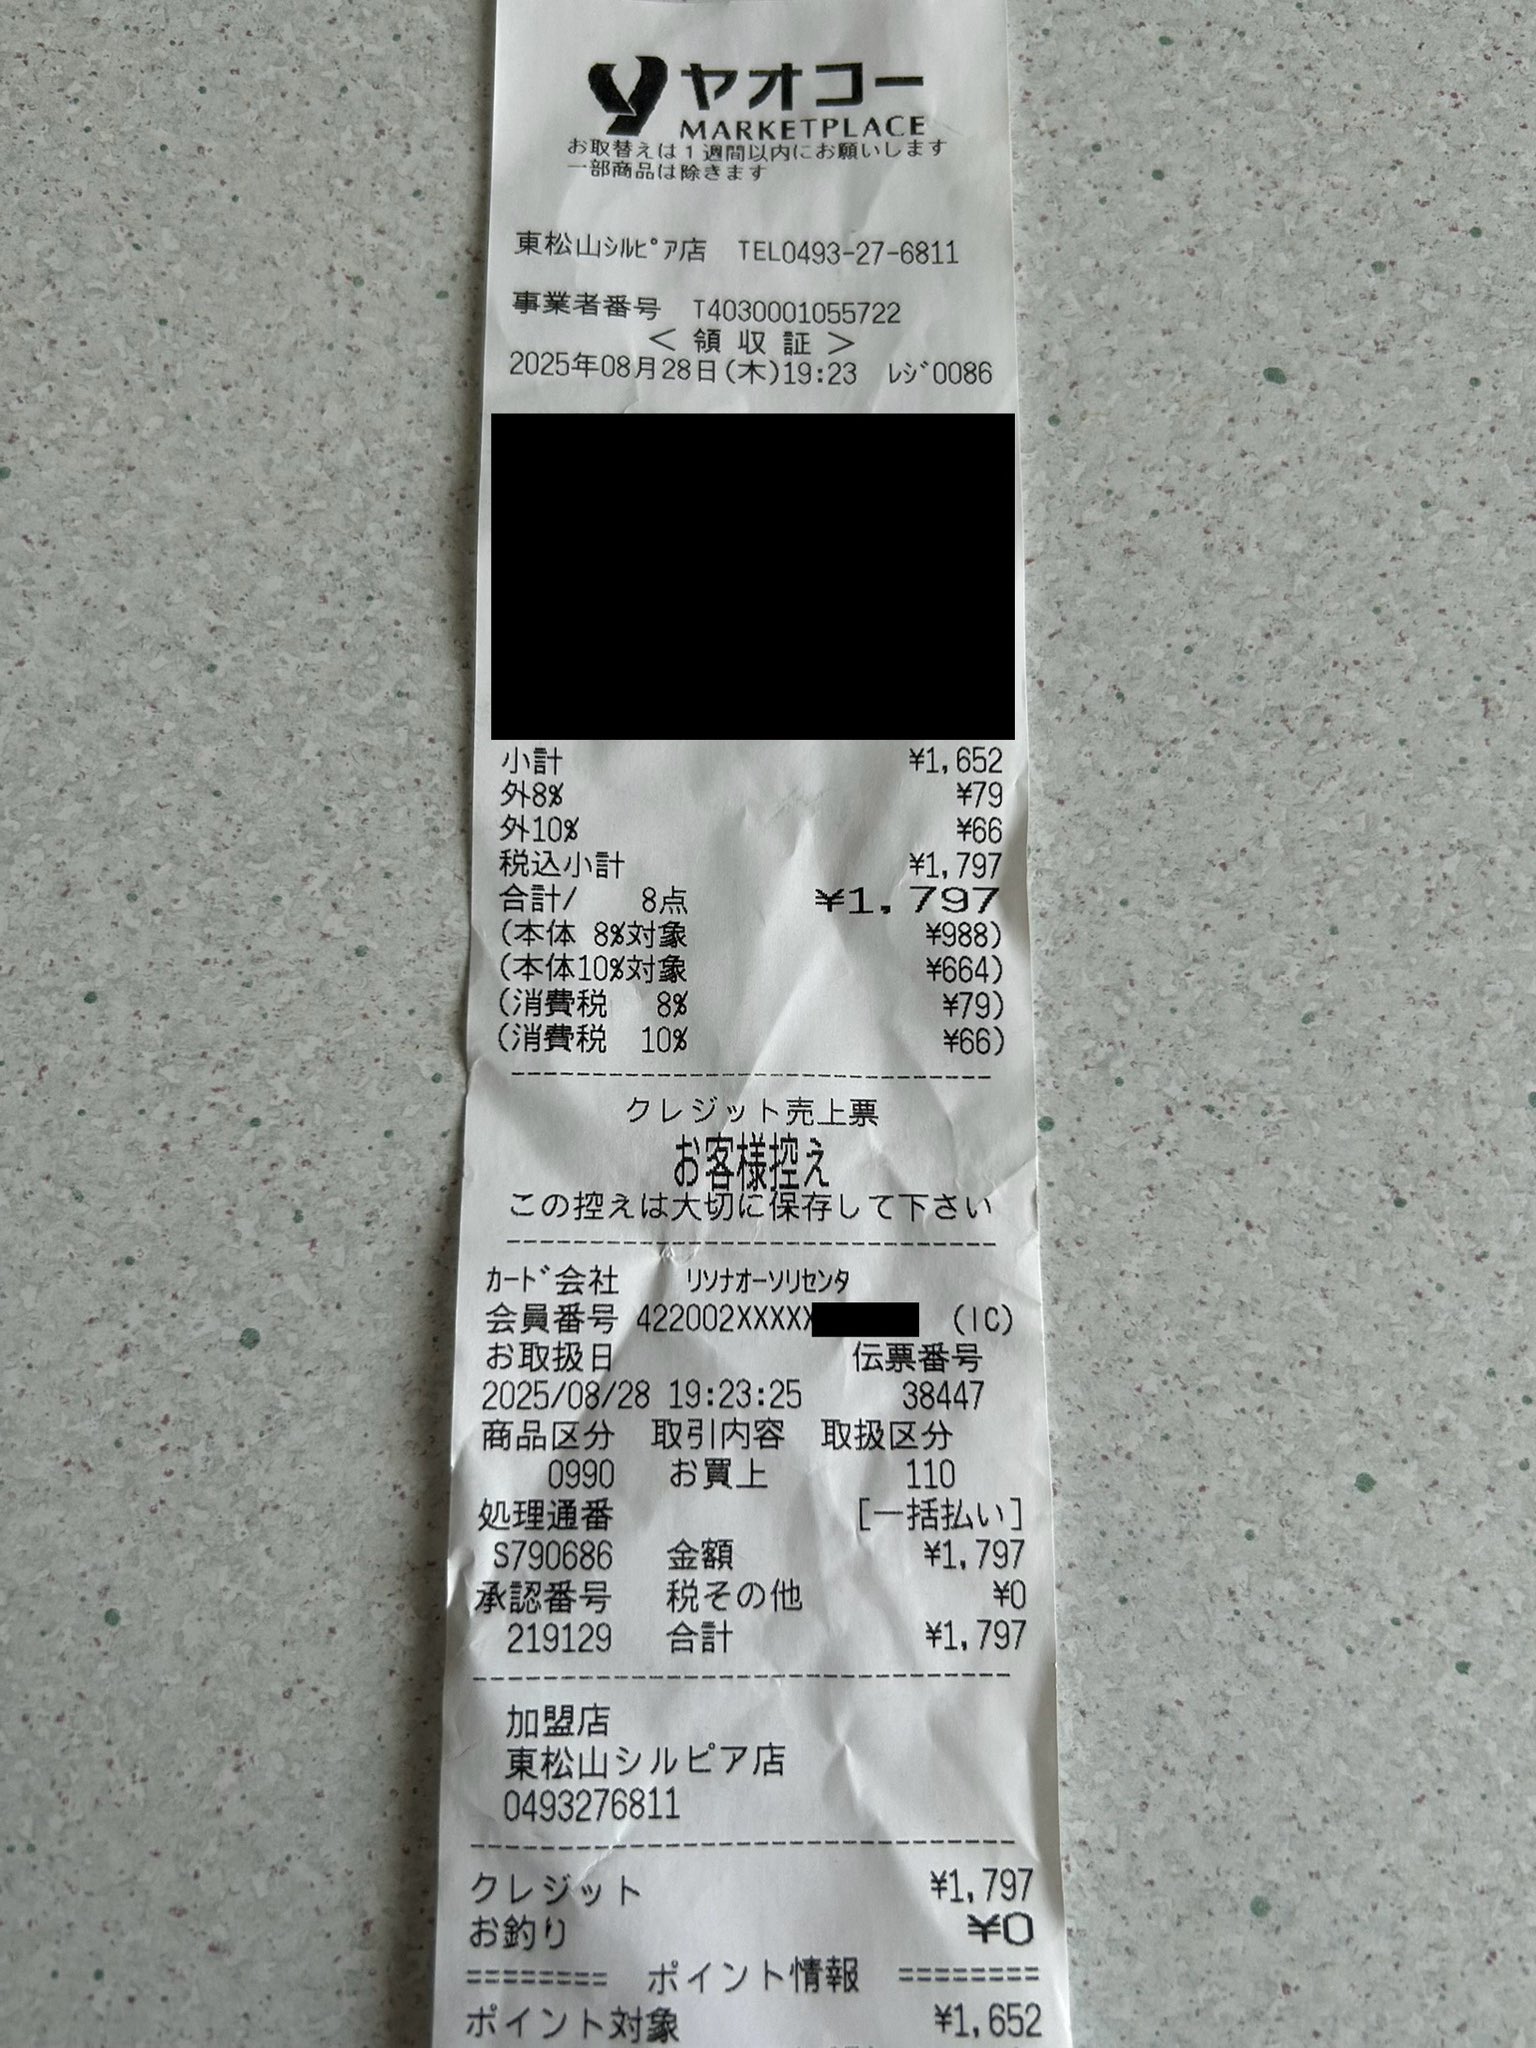 ヤオコー
MARKETPLACE
お取替えは1週間以内にお願いします
一部商品は除きます
東松山ｼﾙﾋﾟｱ店 TEL0493-27-6811
事業者番号 T4030001055722
＜ 領 収 証 ＞
2025年08月28日(木)19:23 ﾚｼﾞ0086
小計 ¥1,652
外8% ¥79
外10% ¥66
税込小計 ¥1,797
合計/ 8点 ¥1,797
(本体 8%対象 ¥988)
(本体10%対象 ¥664)
(消費税 8% ¥79)
(消費税 10% ¥66)
クレジット売上票
お客様控え
この控えは大切に保存して下さい
ｶｰﾄﾞ会社 ﾘｿﾅｵｰｿﾘｾﾝﾀ
会員番号 422002XXXXX (IC)
お取扱日 伝票番号
2025/08/28 19:23:25 38447
商品区分 取引内容 取扱区分
0990 お買上 110
処理通番 [一括払い]
S790686 金額 ¥1,797
承認番号 税その他 ¥0
219129 合計 ¥1,797
加盟店
東松山シルピア店
0493276811
クレジット ¥1,797
お釣り ¥0
======== ポイント情報 ========
ポイント対象 ¥1,652